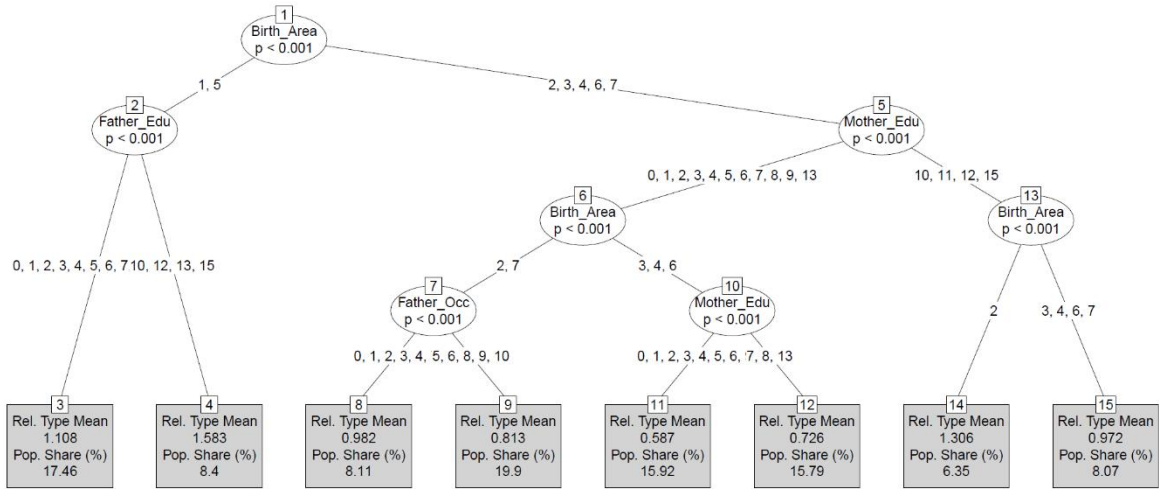 1
Birth_Area
p < 0.001
1, 5
2, 3, 4, 6, 7
2
Father_Edu
p < 0.001
5
Mother_Edu
p < 0.001
0, 1, 2, 3, 4, 5, 6, 7, 8, 9, 13
10, 11, 12, 15
6
Birth_Area
p < 0.001
13
Birth_Area
p < 0.001
0, 1, 2, 3, 4, 5, 6, 7
10, 12, 13, 15
2, 7
3, 4, 6
7
Father_Occ
p < 0.001
10
Mother_Edu
p < 0.001
2
3, 4, 6, 7
0, 1, 2, 3, 4, 5, 6, 8, 9, 10
0, 1, 2, 3, 4, 5, 6, 7, 8, 13
3
Rel. Type Mean
1.108
Pop. Share (%)
17.46
4
Rel. Type Mean
1.583
Pop. Share (%)
8.4
8
Rel. Type Mean
0.982
Pop. Share (%)
8.11
9
Rel. Type Mean
0.813
Pop. Share (%)
19.9
11
Rel. Type Mean
0.587
Pop. Share (%)
15.92
12
Rel. Type Mean
0.726
Pop. Share (%)
15.79
14
Rel. Type Mean
1.306
Pop. Share (%)
6.35
15
Rel. Type Mean
0.972
Pop. Share (%)
8.07